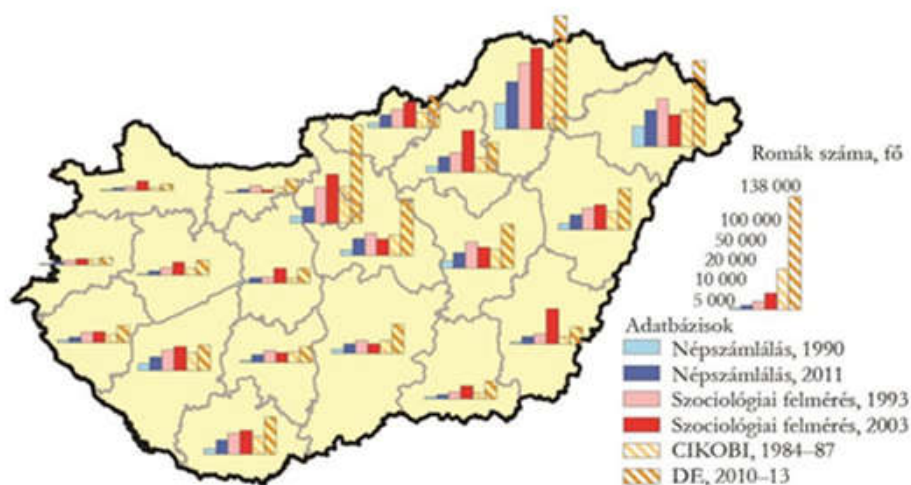 Romák száma, fő
138 000
100 000
50 000
20 000
10 000
5 000
Adatbázisok
Népszámlálás, 1990
Népszámlálás, 2011
Szociológiai felmérés, 1993
Szociológiai felmérés, 2003
CIKOBI, 1984–87
DE, 2010–13